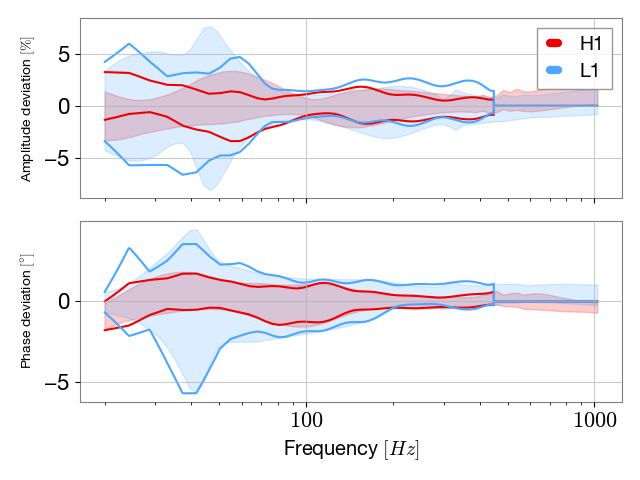 Amplitude deviation [%]
5
0
−5
H1
L1
Phase deviation [°]
0
−5
100
1000
Frequency [Hz]